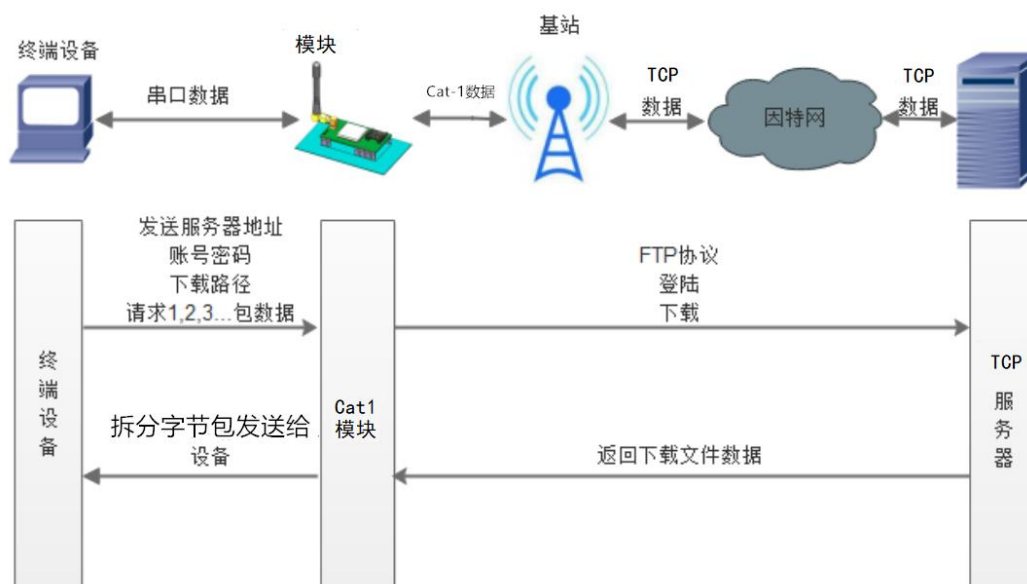 终端设备
模块
基站
串口数据
Cat-1数据
TCP
数据
因特网
TCP
数据
发送服务器地址
账号密码
下载路径
请求1,2,3...包数据
FTP协议
登陆
下载
终
端
设
备
Cat1
模块
TCP
服
务
器
拆分字节包发送给
设备
返回下载文件数据